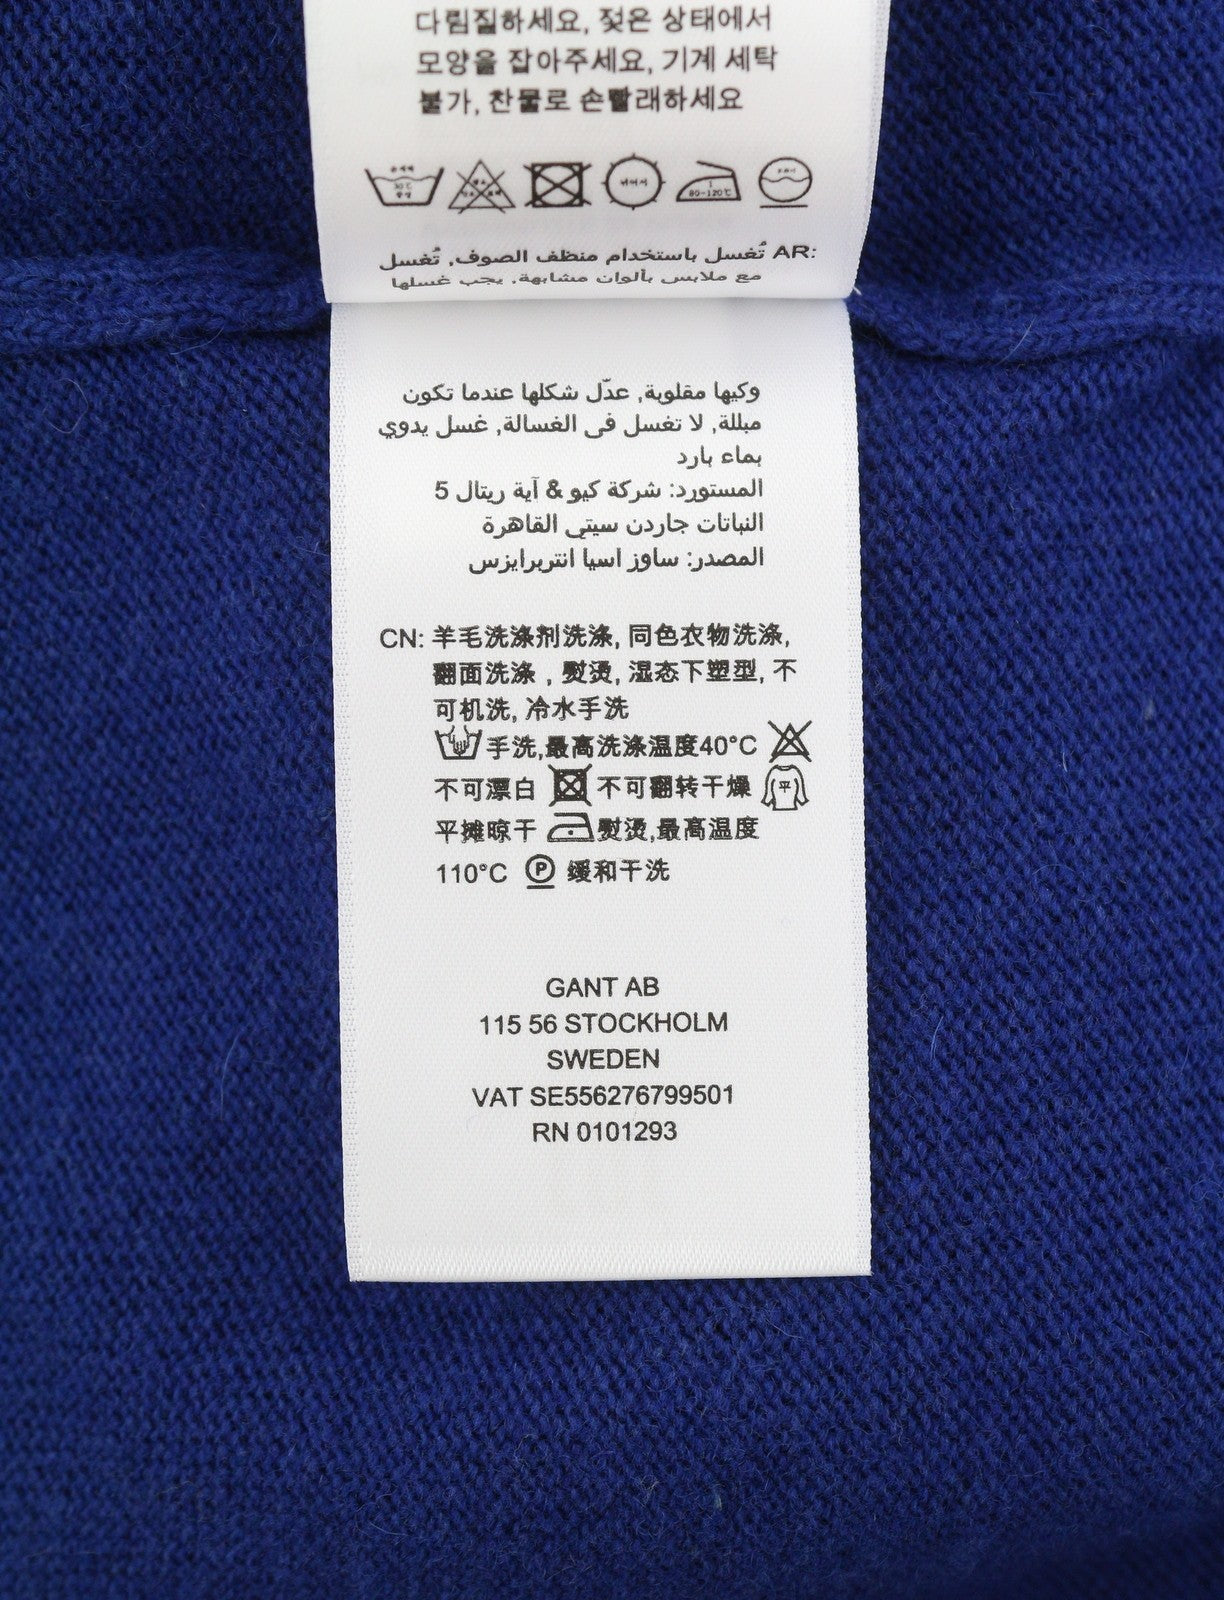 다림질하세요, 젖은 상태에서
모양을 잡아주세요, 기계 세탁
불가, 찬물로 손빨래하세요
30℃
80-120℃
AR: تُغسل باستخدام منظف الصوف, تُغسل
مع ملابس بألوان مشابهة, يجب غسلها
وكيها مقلوبة, عدّل شكلها عندما تكون
مبللة, لا تغسل فى الغسالة, غسل يدوي
بماء بارد
المستورد: شركة كيو & آية ريتال 5
النباتات جاردن سيتي القاهرة
المصدر: ساوز اسيا انتربرايزس
CN: 羊毛洗涤剂洗涤, 同色衣物洗涤,
翻面洗涤 , 熨烫, 湿态下塑型, 不
可机洗, 冷水手洗
手洗,最高洗涤温度40°C
不可漂白 不可翻转干燥 平
平摊晾干 熨烫,最高温度
110°C P 缓和干洗
GANT AB
115 56 STOCKHOLM
SWEDEN
VAT SE556276799501
RN 0101293